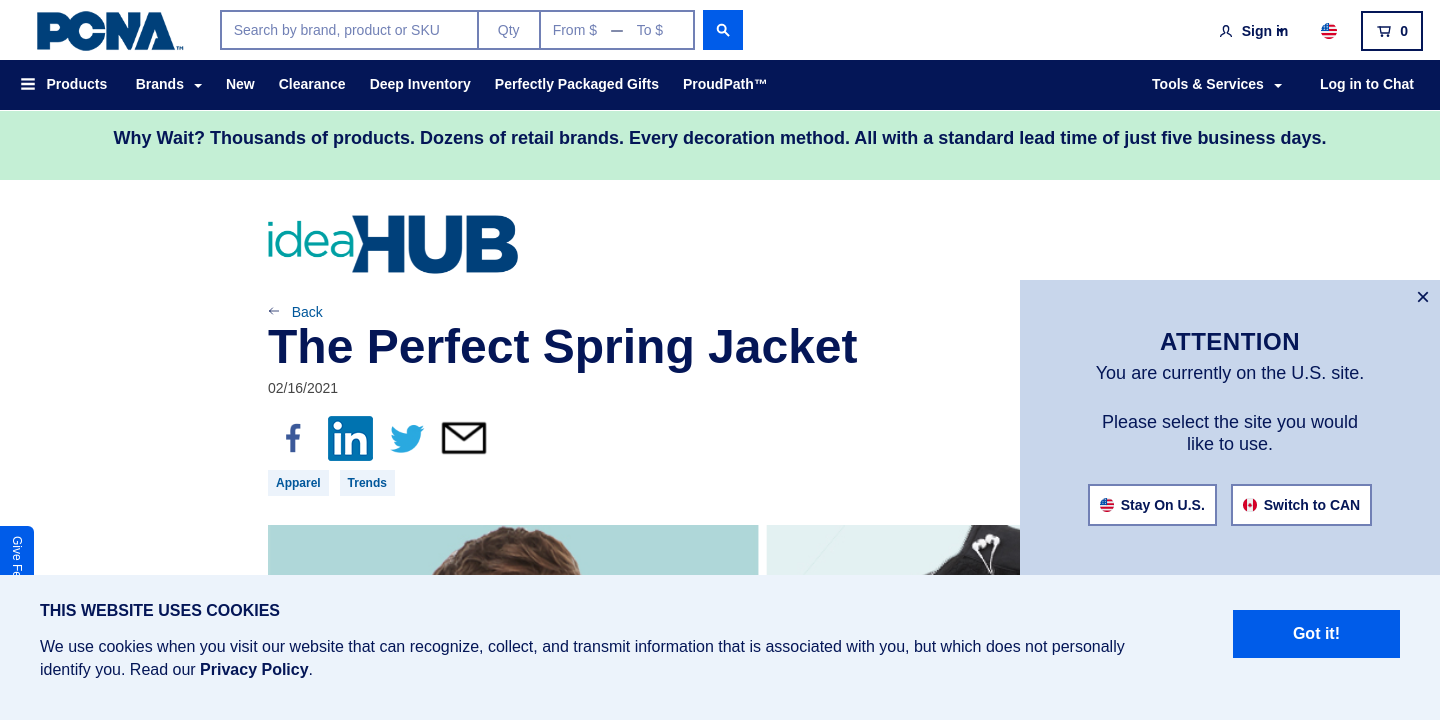 PCNA™
Search by brand, product or SKU
Qty
From $ — To $
Sign in
0
Products
Brands
New
Clearance
Deep Inventory
Perfectly Packaged Gifts
ProudPath™
Tools & Services
Log in to Chat
Why Wait? Thousands of products. Dozens of retail brands. Every decoration method. All with a standard lead time of just five business days.
ideaHUB
Back
The Perfect Spring Jacket
02/16/2021
f
in
Apparel
Trends
ATTENTION
You are currently on the U.S. site.
Please select the site you would
like to use.
Stay On U.S.
Switch to CAN
Give
THIS WEBSITE USES COOKIES
We use cookies when you visit our website that can recognize, collect, and transmit information that is associated with you, but which does not personally
identify you. Read our Privacy Policy.
Got it!